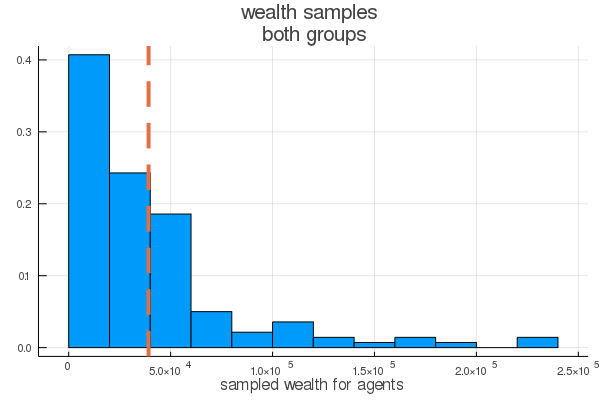 wealth samples
both groups
0.4
0.3
0.2
0.1
0.0
0 5.0×10⁴ 1.0×10⁵ 1.5×10⁵ 2.0×10⁵ 2.5×10⁵
sampled wealth for agents